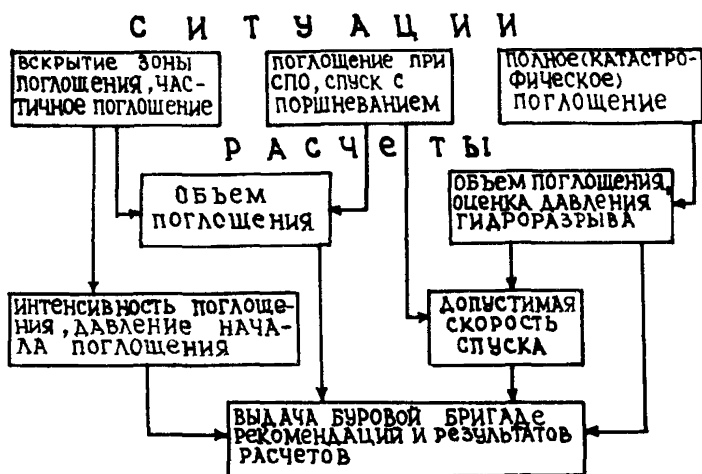 СИТУАЦИИ
ВСКРЫТИЕ ЗОНЫ
ПОГЛОЩЕНИЯ, ЧАС-
ТИЧНОЕ ПОГЛОЩЕНИЕ
ПОГЛОЩЕНИЕ ПРИ
СПО, СПУСК С
ПОРШНЕВАНИЕМ
ПОЛНОЕ (КАТАСТРО-
ФИЧЕСКОЕ)
ПОГЛОЩЕНИЕ
РАСЧЕТЫ
ОБЪЕМ
ПОГЛОЩЕНИЯ
ОБЪЕМ ПОГЛОЩЕНИЯ,
ОЦЕНКА ДАВЛЕНИЯ
ГИДРОРАЗРЫВА
ИНТЕНСИВНОСТЬ ПОГЛОЩЕ-
НИЯ, ДАВЛЕНИЕ НАЧА-
ЛА ПОГЛОЩЕНИЯ
ДОПУСТИМАЯ
СКОРОСТЬ
СПУСКА
ВЫДАЧА БУРОВОЙ БРИГАДЕ
РЕКОМЕНДАЦИЙ И РЕЗУЛЬТАТОВ
РАСЧЕТОВ